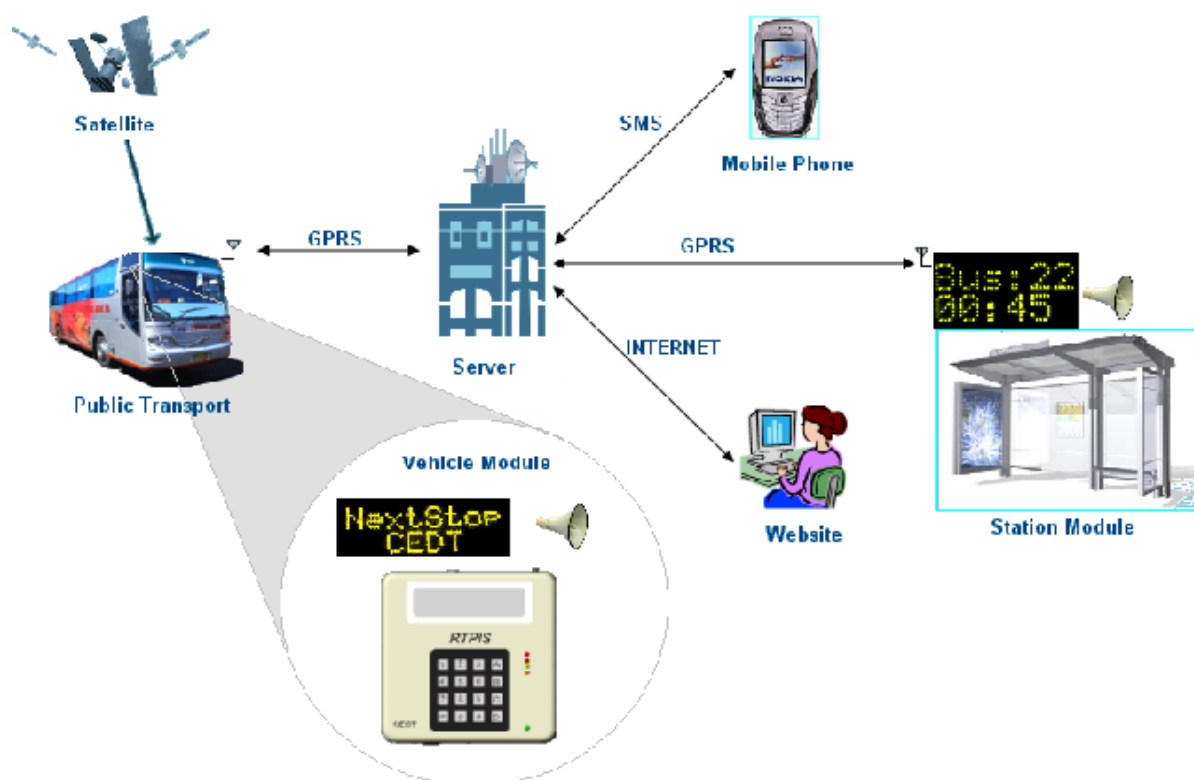 Satellite
SMS
NOKIA
Mobile Phone
GPRS
GPRS
Bus:22
00:45
Server
INTERNET
Public Transport
Vehicle Module
NextStop
CEDT
Website
Station Module
RTPIS
CEDT